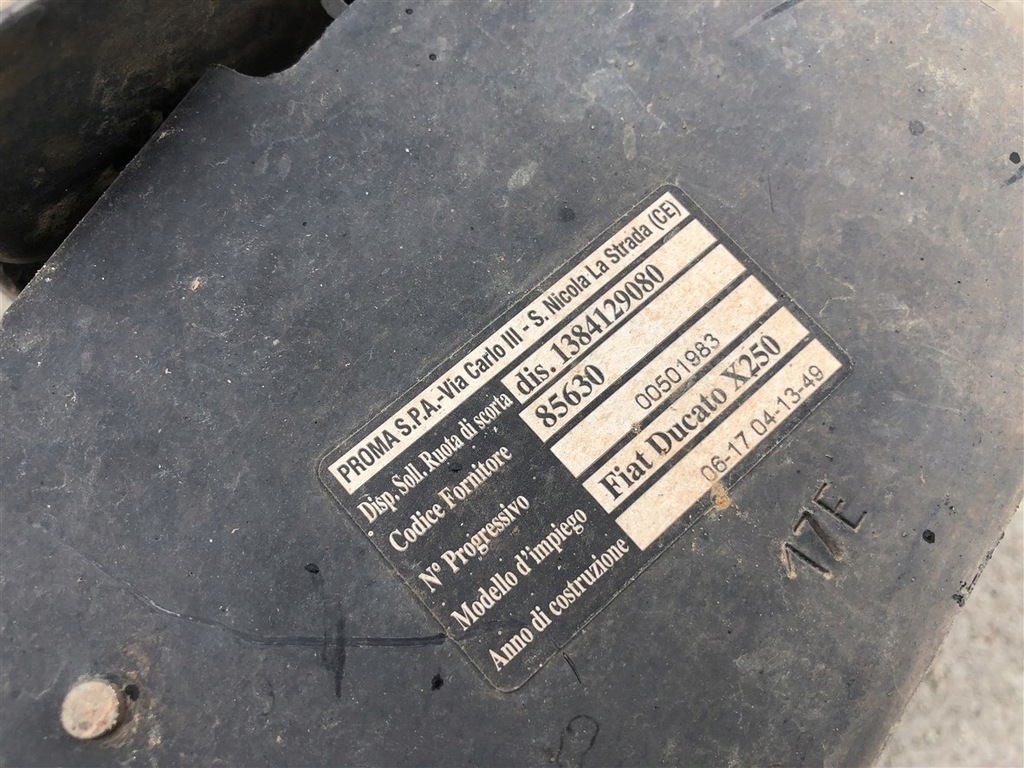 PROMA S.P.A.-Via Carlo III - S. Nicola La Strada (CE)
Disp. Soll. Ruota di scorta dis. 1384129080
Codice Fornitore 85630
N° Progressivo 00501983
Modello d'impiego Fiat Ducato X250
Anno di costruzione 06-17 04-13-49
17E